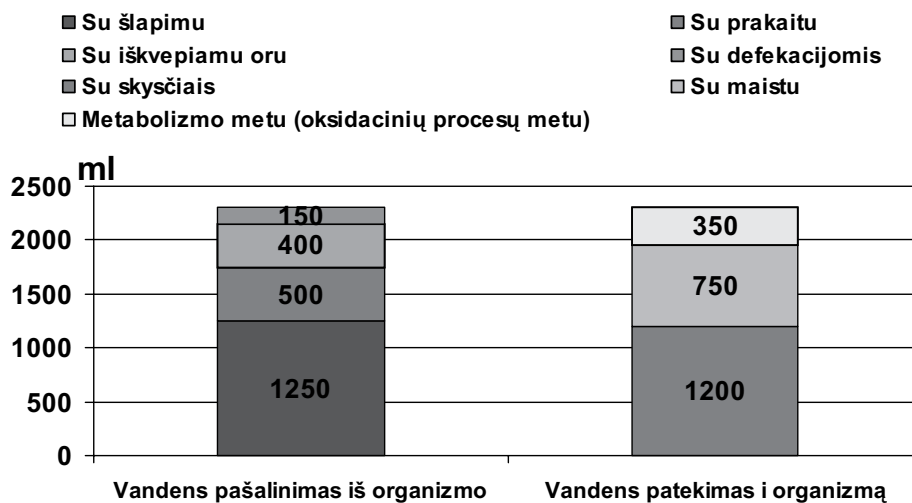 Su šlapimu
Su prakaitu
Su iškvepiamu oru
Su defekacijomis
Su skysčiais
Su maistu
Metabolizmo metu (oksidacinių procesų metu)
ml
2500
2000
1500
1000
500
0
150
400
500
1250
350
750
1200
Vandens pašalinimas iš organizmo
Vandens patekimas i organizmą